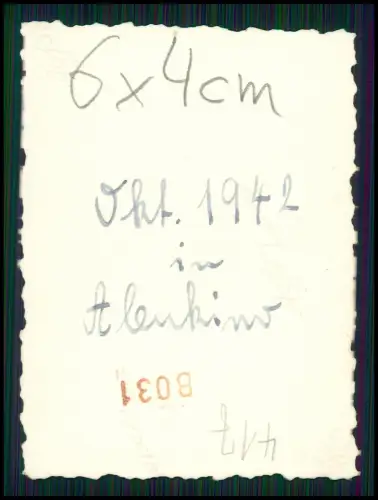 6x4cm
Okt. 1942
in
Alenkino
B031
417